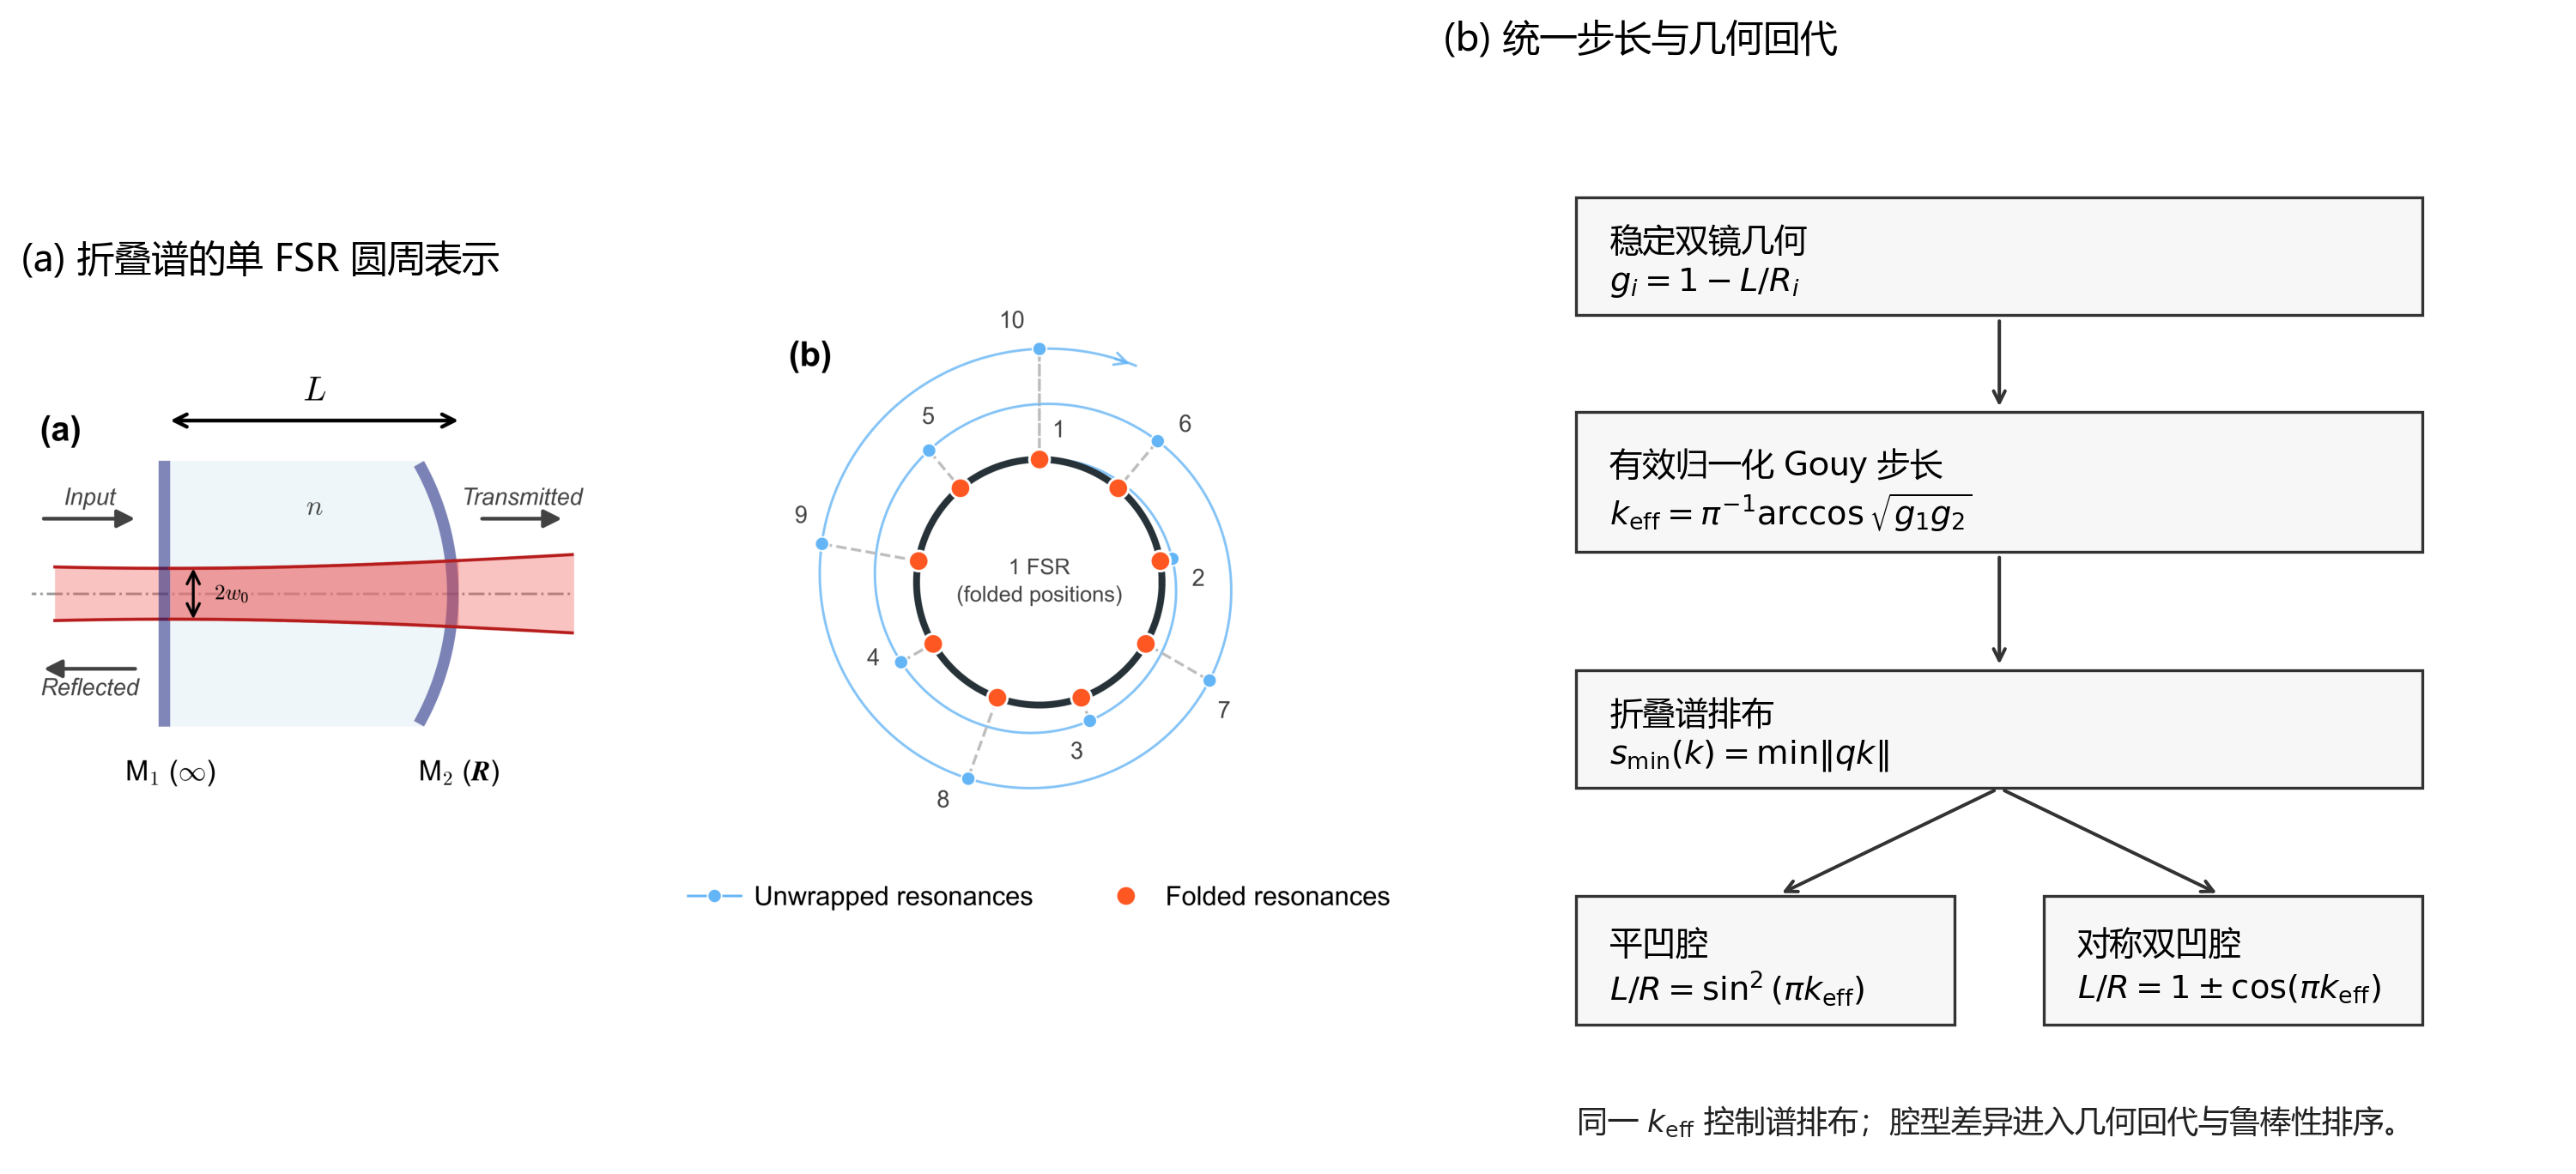 (a) 折叠谱的单 FSR 圆周表示
(a)
L
Input
n
Transmitted
2w₀
Reflected
M₁ (∞)
M₂ (R)
(b)
10
5
1
6
9
2
1 FSR
(folded positions)
4
7
3
8
Unwrapped resonances
Folded resonances
(b) 统一步长与几何回代
稳定双镜几何
gᵢ = 1 − L/Rᵢ
有效归一化 Gouy 步长
k_eff = π⁻¹arccos √(g₁g₂)
折叠谱排布
s_min(k) = min‖qk‖
平凹腔
L/R = sin² (πk_eff)
对称双凹腔
L/R = 1 ± cos(πk_eff)
同一 k_eff 控制谱排布；腔型差异进入几何回代与鲁棒性排序。